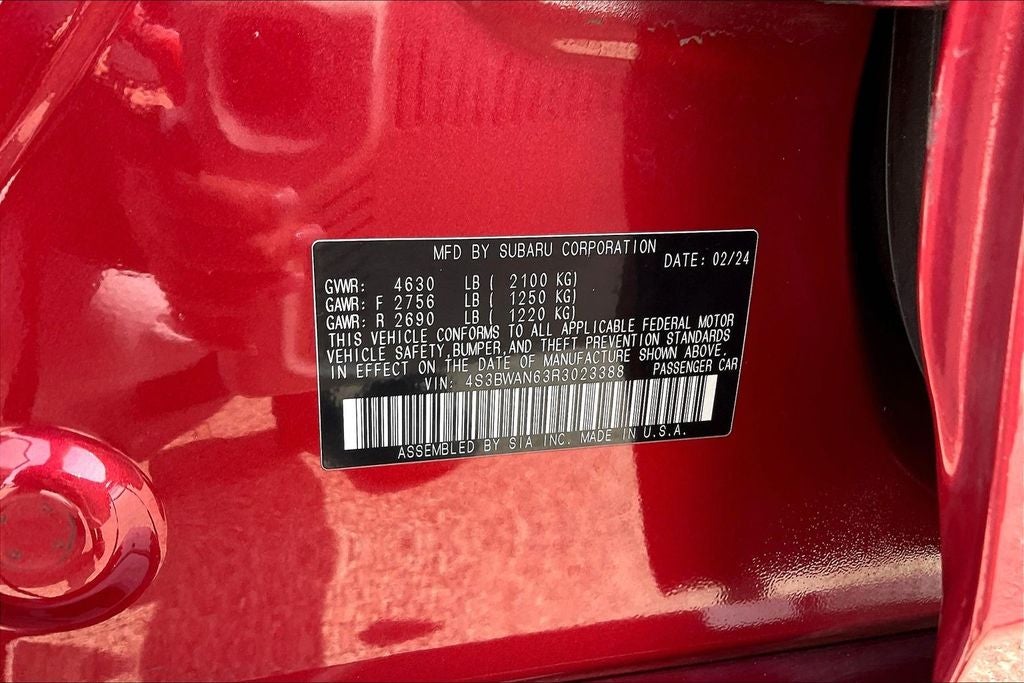 MFD BY SUBARU CORPORATION
DATE: 02/24
GVWR: 4630 LB ( 2100 KG)
GAWR: F 2756 LB ( 1250 KG)
GAWR: R 2690 LB ( 1220 KG)
THIS VEHICLE CONFORMS TO ALL APPLICABLE FEDERAL MOTOR
VEHICLE SAFETY,BUMPER,AND THEFT PREVENTION STANDARDS
IN EFFECT ON THE DATE OF MANUFACTURE SHOWN ABOVE.
VIN: 4S3BWAN63R3023388 PASSENGER CAR
ASSEMBLED BY SIA INC. MADE IN U.S.A.